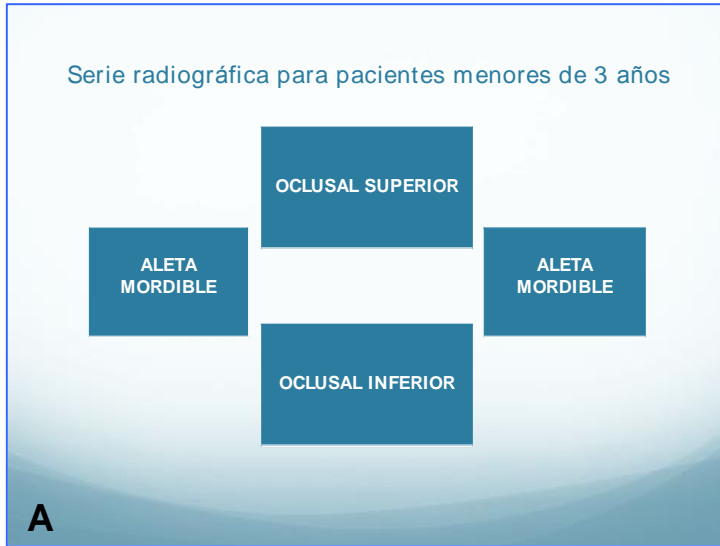 Serie radiográfica para pacientes menores de 3 años
OCLUSAL SUPERIOR
ALETA
MORDIBLE
ALETA
MORDIBLE
OCLUSAL INFERIOR
A